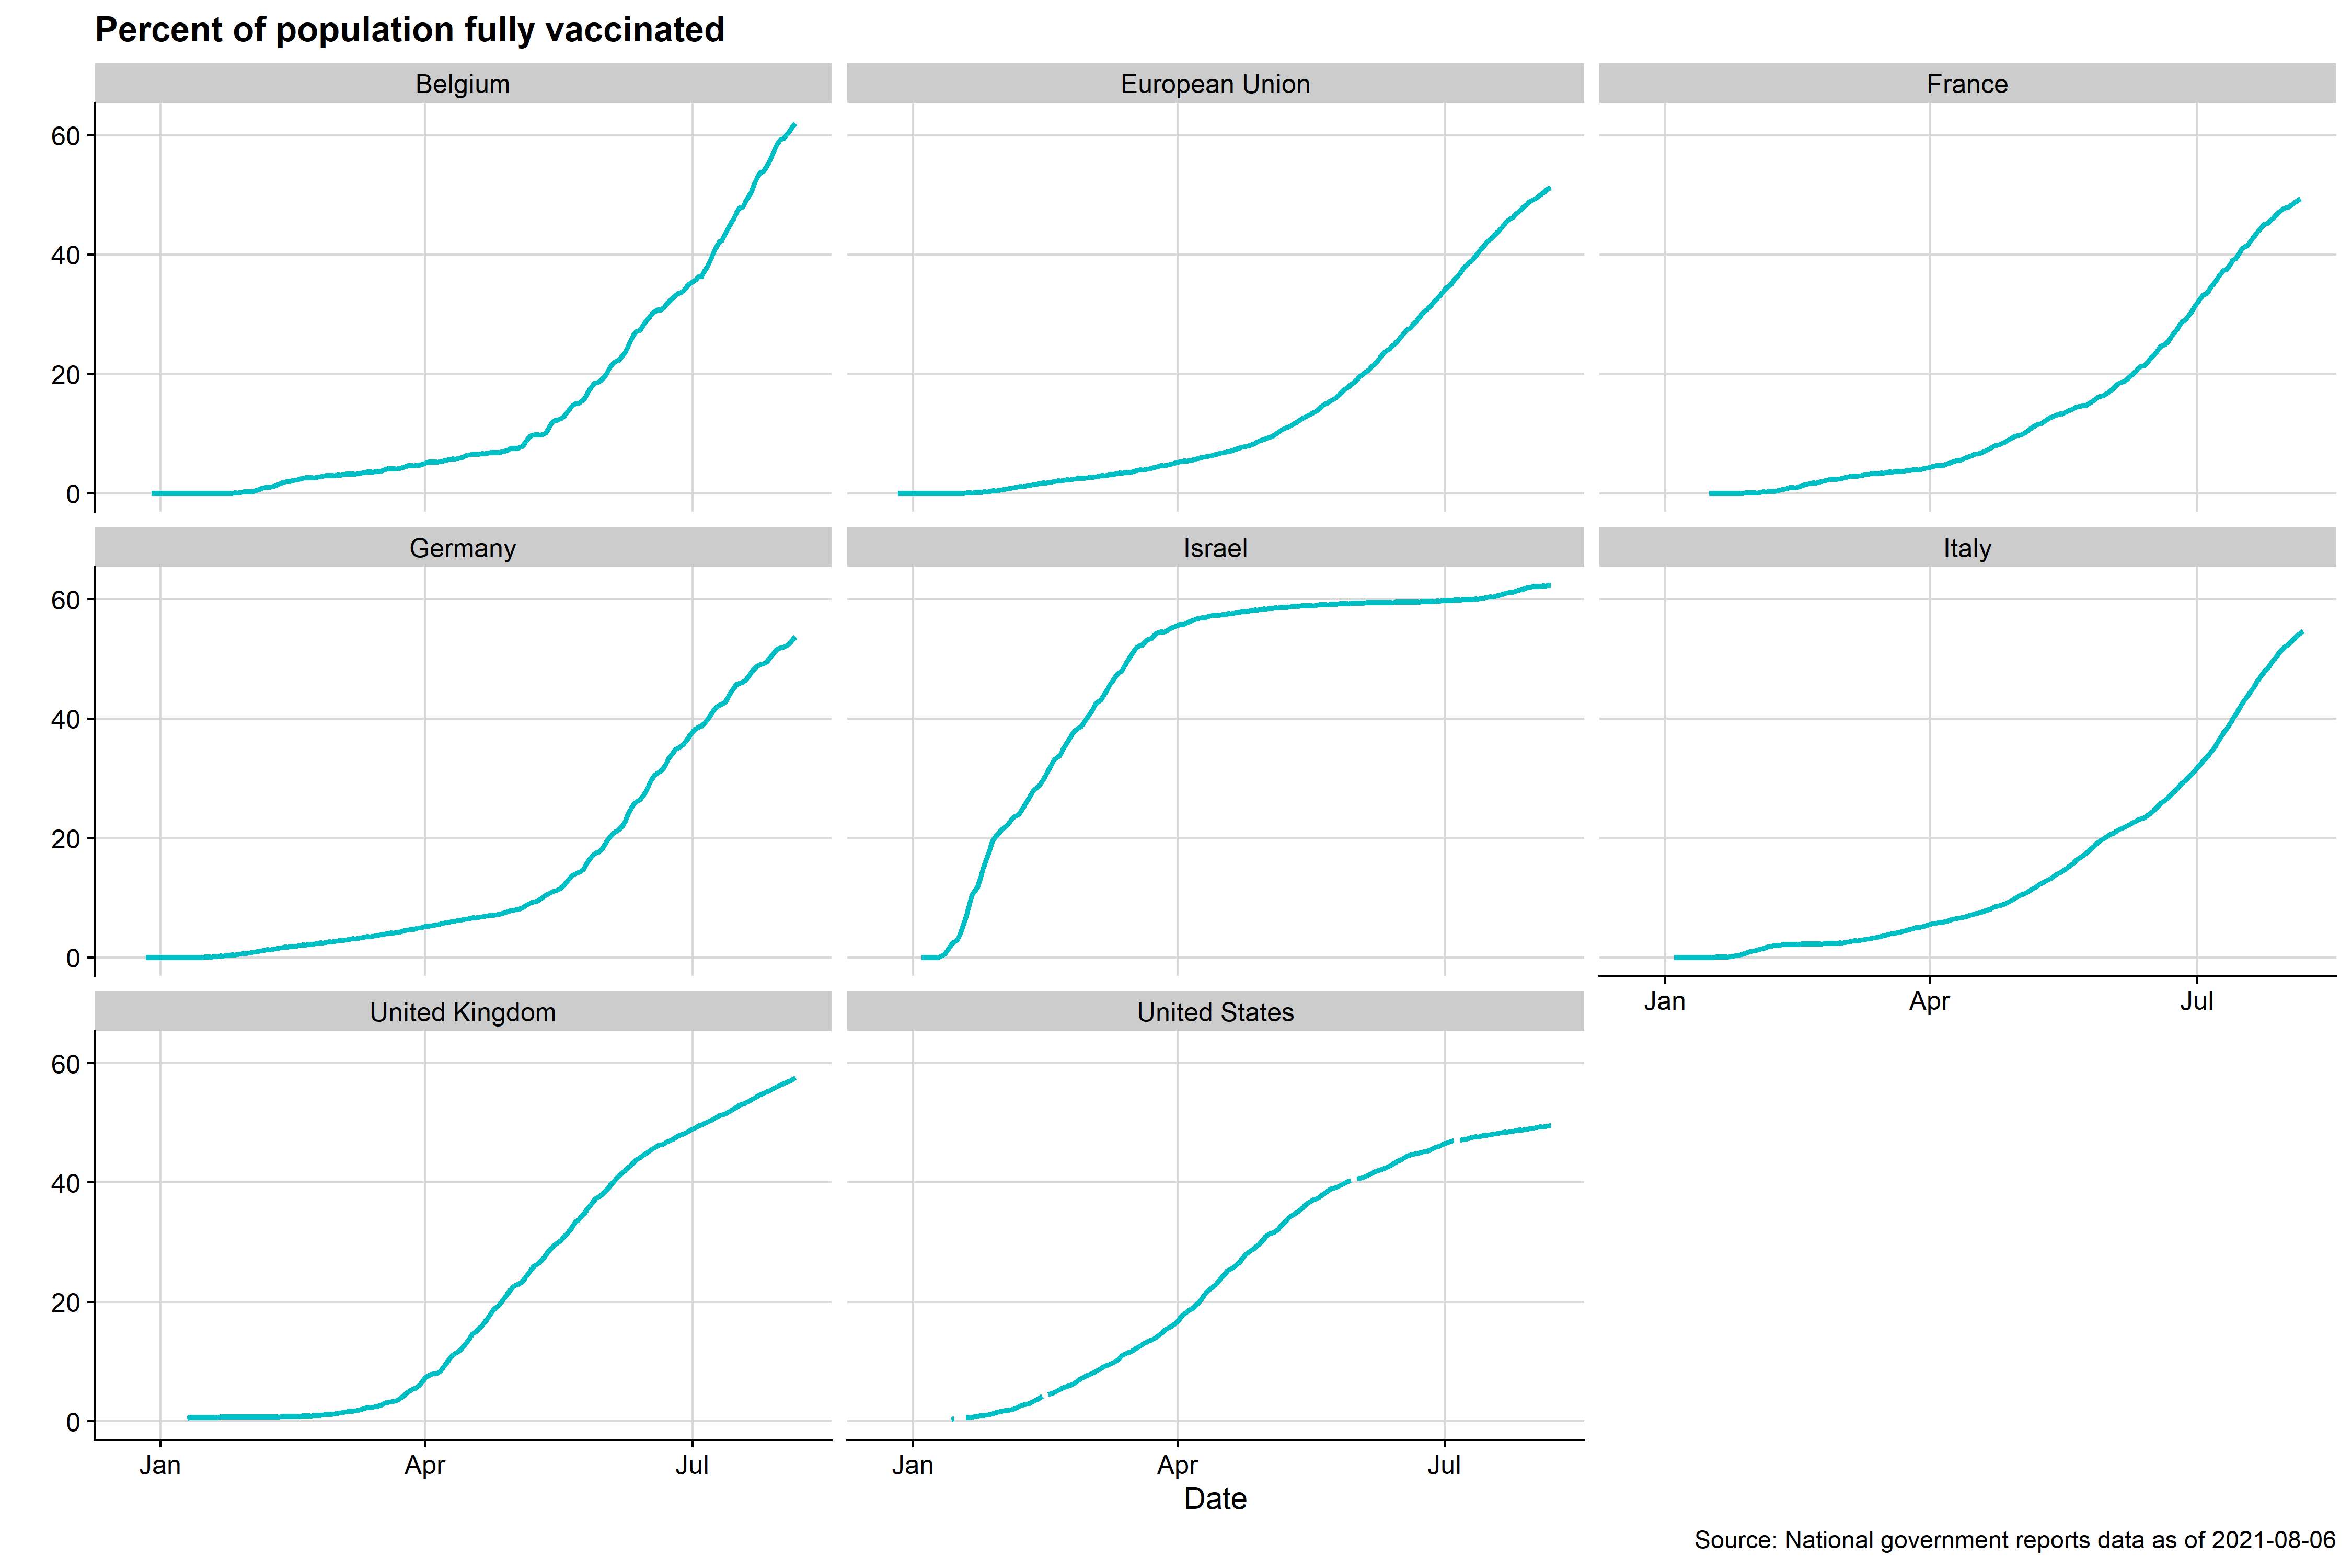 Percent of population fully vaccinated
Belgium European Union France
60
40
20
0
Germany Israel Italy
60
40
20
0
Jan Apr Jul
United Kingdom United States
60
40
20
0
Jan Apr Jul Jan Apr Jul
Date
Source: National government reports data as of 2021-08-06